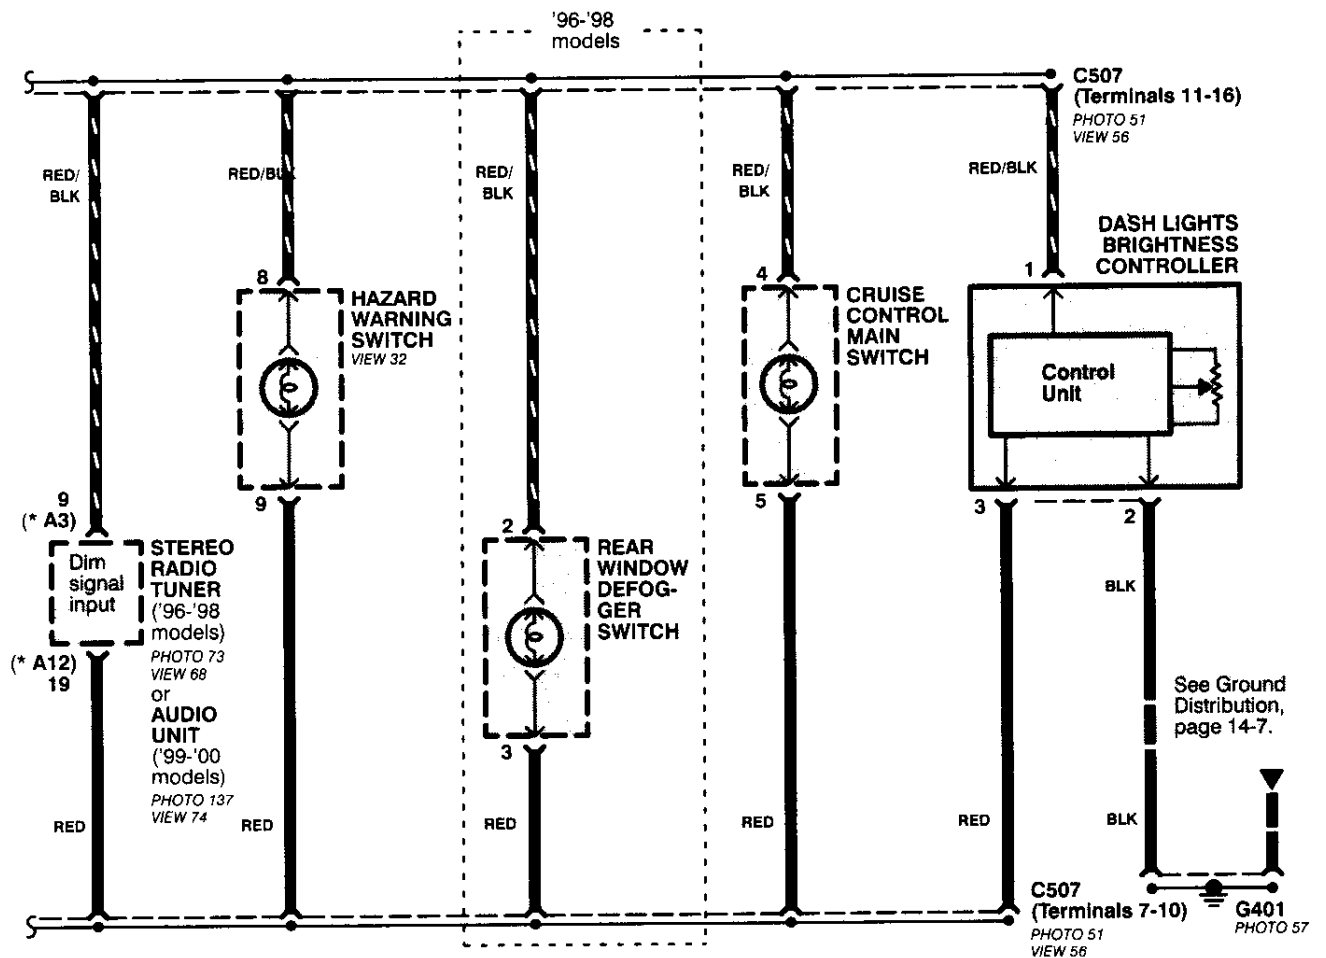 '96-'98
models
C507
(Terminals 11-16)
PHOTO 51
VIEW 56
RED/
BLK
RED/BLK
RED/
BLK
RED/
BLK
RED/BLK
DASH LIGHTS
BRIGHTNESS
CONTROLLER
8
4
1
HAZARD
WARNING
SWITCH
VIEW 32
CRUISE
CONTROL
MAIN
SWITCH
Control
Unit
9
(* A3)
9
2
5
3
2
Dim
signal
input
STEREO
RADIO
TUNER
('96-'98
models)
PHOTO 73
VIEW 68
or
AUDIO
UNIT
('99-'00
models)
PHOTO 137
VIEW 74
(* A12)
19
REAR
WINDOW
DEFOG-
GER
SWITCH
3
BLK
See Ground
Distribution,
page 14-7.
RED
RED
RED
RED
RED
BLK
C507
(Terminals 7-10)
PHOTO 51
VIEW 56
G401
PHOTO 57